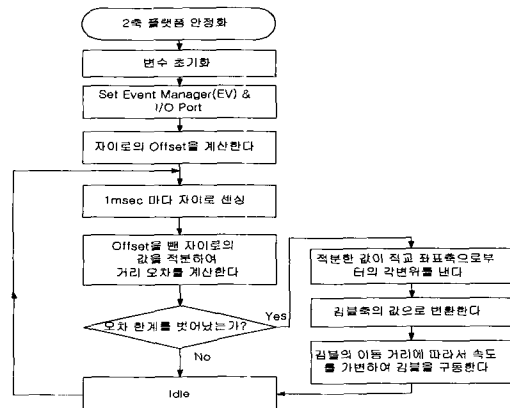 2축 플랫폼 안정화
변수 초기화
Set Event Manager(EV) &
I/O Port
자이로의 Offset을 계산한다
1msec 마다 자이로 센싱
Offset을 뺀 자이로의
값을 적분하여
거리 오차를 계산한다
오차 한계를 벗어났는가?
Yes
No
Idle
적분한 값이 직교 좌표축으로부
터의 각변위를 낸다
김블축의 값으로 변환한다
김블의 이동 거리에 따라서 속도
를 가변하여 김블을 구동한다